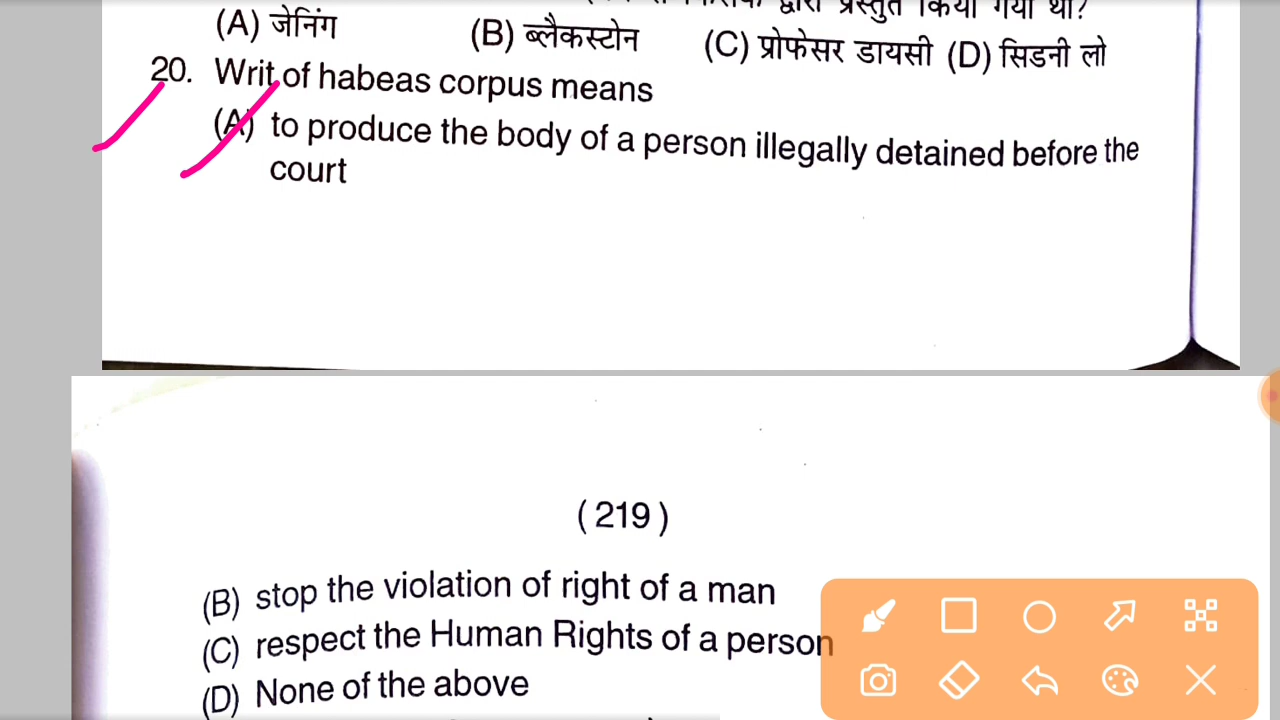 द्वारा प्रस्तुत किया गया था?
(A) जेनिंग (B) ब्लैकस्टोन (C) प्रोफेसर डायसी (D) सिडनी लो
20. Writ of habeas corpus means
(A) to produce the body of a person illegally detained before the
court
( 219 )
(B) stop the violation of right of a man
(C) respect the Human Rights of a person
(D) None of the above